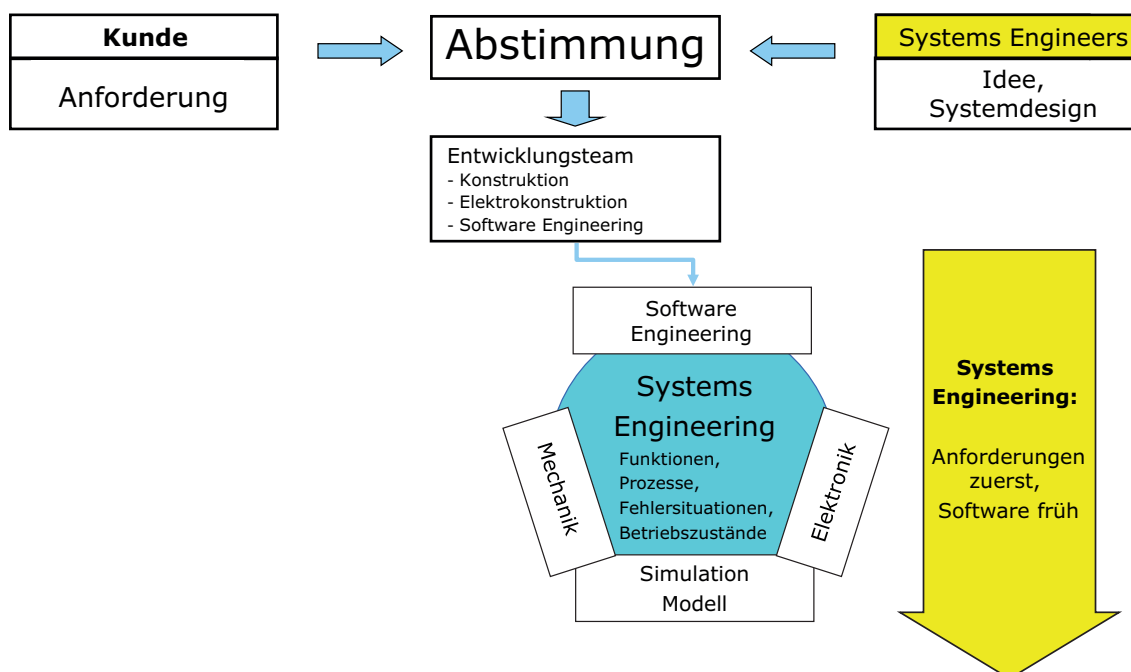 Kunde
Anforderung
Abstimmung
Systems Engineers
Idee,
Systemdesign
Entwicklungsteam
- Konstruktion
- Elektrokonstruktion
- Software Engineering
Software
Engineering
Systems
Engineering
Funktionen,
Prozesse,
Fehlersituationen,
Betriebszustände
Mechanik
Elektronik
Simulation
Modell
Systems
Engineering:
Anforderungen
zuerst,
Software früh